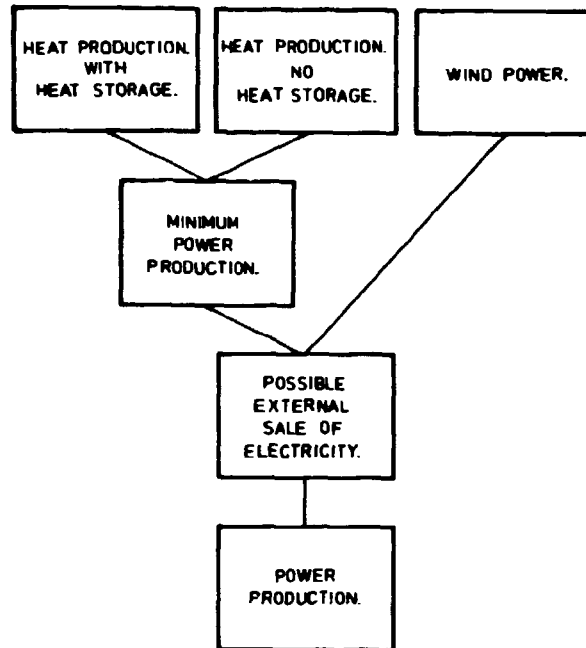 HEAT PRODUCTION.
WITH
HEAT STORAGE.
HEAT PRODUCTION.
NO
HEAT STORAGE.
WIND POWER.
MINIMUM
POWER
PRODUCTION.
POSSIBLE
EXTERNAL
SALE OF
ELECTRICITY.
POWER
PRODUCTION.